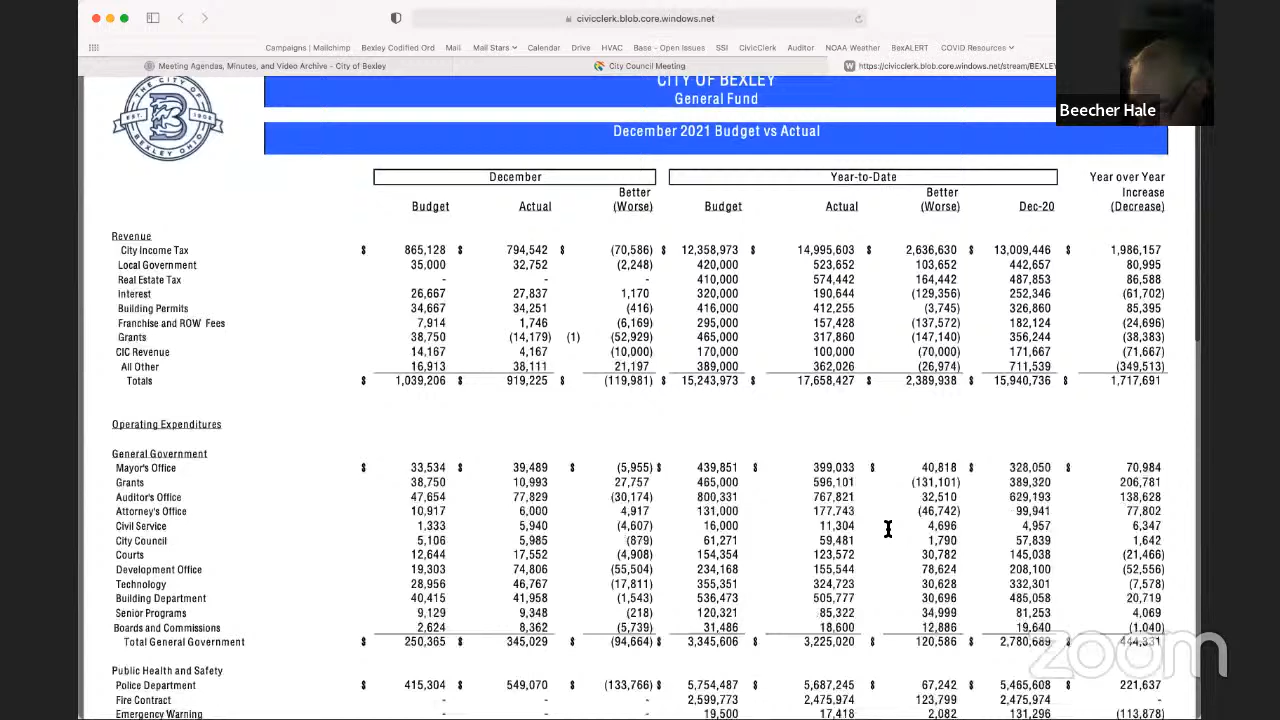 civicclerk.blob.core.windows.net
Campaigns | Mailchimp Bexley Codified Ord Mail Mail Stars Calendar Drive HVAC Base - Open Issues SSI CivicClerk Auditor NOAA Weather BexALERT COVID Resources
Meeting Agendas, Minutes, and Video Archive - City of Bexley City Council Meeting https://civicclerk.blob.core.windows.net/stream/BEXLEY
Beecher Hale
THE CITY OF
EST. B 1908
BEXLEY OHIO
CITY OF BEXLEY
General Fund
December 2021 Budget vs Actual
December Year-to-Date Year over Year
Better Better Increase
Budget Actual (Worse) Budget Actual (Worse) Dec-20 (Decrease)
Revenue
City Income Tax $ 865,128 $ 794,542 $ (70,586) $ 12,358,973 $ 14,995,603 $ 2,636,630 13,009,446 $ 1,986,157
Local Government 35,000 32,752 (2,248) 420,000 523,652 103,652 442,657 80,995
Real Estate Tax - - - 410,000 574,442 164,442 487,853 86,588
Interest 26,667 27,837 1,170 320,000 190,644 (129,356) 252,346 (61,702)
Building Permits 34,667 34,251 (416) 416,000 412,255 (3,745) 326,860 85,395
Franchise and ROW Fees 7,914 1,746 (6,169) 295,000 157,428 (137,572) 182,124 (24,696)
Grants 38,750 (14,179) (1) (52,929) 465,000 317,860 (147,140) 356,244 (38,383)
CIC Revenue 14,167 4,167 (10,000) 170,000 100,000 (70,000) 171,667 (71,667)
All Other 16,913 38,111 21,197 389,000 362,026 (26,974) 711,539 (349,513)
Totals $ 1,039,206 $ 919,225 $ (119,981) $ 15,243,973 $ 17,658,427 $ 2,389,938 15,940,736 $ 1,717,691
Operating Expenditures
General Government
Mayor's Office $ 33,534 $ 39,489 $ (5,955) $ 439,851 $ 399,033 $ 40,818 328,050 $ 70,984
Grants 38,750 10,993 27,757 465,000 596,101 (131,101) 389,320 206,781
Auditor's Office 47,654 77,829 (30,174) 800,331 767,821 32,510 629,193 138,628
Attorney's Office 10,917 6,000 4,917 131,000 177,743 (46,742) 99,941 77,802
Civil Service 1,333 5,940 (4,607) 16,000 11,304 4,696 4,957 6,347
City Council 5,106 5,985 (879) 61,271 59,481 1,790 57,839 1,642
Courts 12,644 17,552 (4,908) 154,354 123,572 30,782 145,038 (21,466)
Development Office 19,303 74,806 (55,504) 234,168 155,544 78,624 208,100 (52,556)
Technology 28,956 46,767 (17,811) 355,351 324,723 30,628 332,301 (7,578)
Building Department 40,415 41,958 (1,543) 536,473 505,777 30,696 485,058 20,719
Senior Programs 9,129 9,348 (218) 120,321 85,322 34,999 81,253 4,069
Boards and Commissions 2,624 8,362 (5,739) 31,486 18,600 12,886 19,640 (1,040)
Total General Government $ 250,365 $ 345,029 $ (94,664) $ 3,345,606 $ 3,225,020 $ 120,586 $ 2,780,689 $ 444,331
zoom
Public Health and Safety
Police Department $ 415,304 $ 549,070 $ (133,766) $ 5,754,487 $ 5,687,245 $ 67,242 $ 5,465,608 $ 221,637
Fire Contract - - - 2,599,773 2,475,974 123,799 2,475,974 -
Emergency Warning - - - 19,500 17,418 2,082 131,296 (113,878)